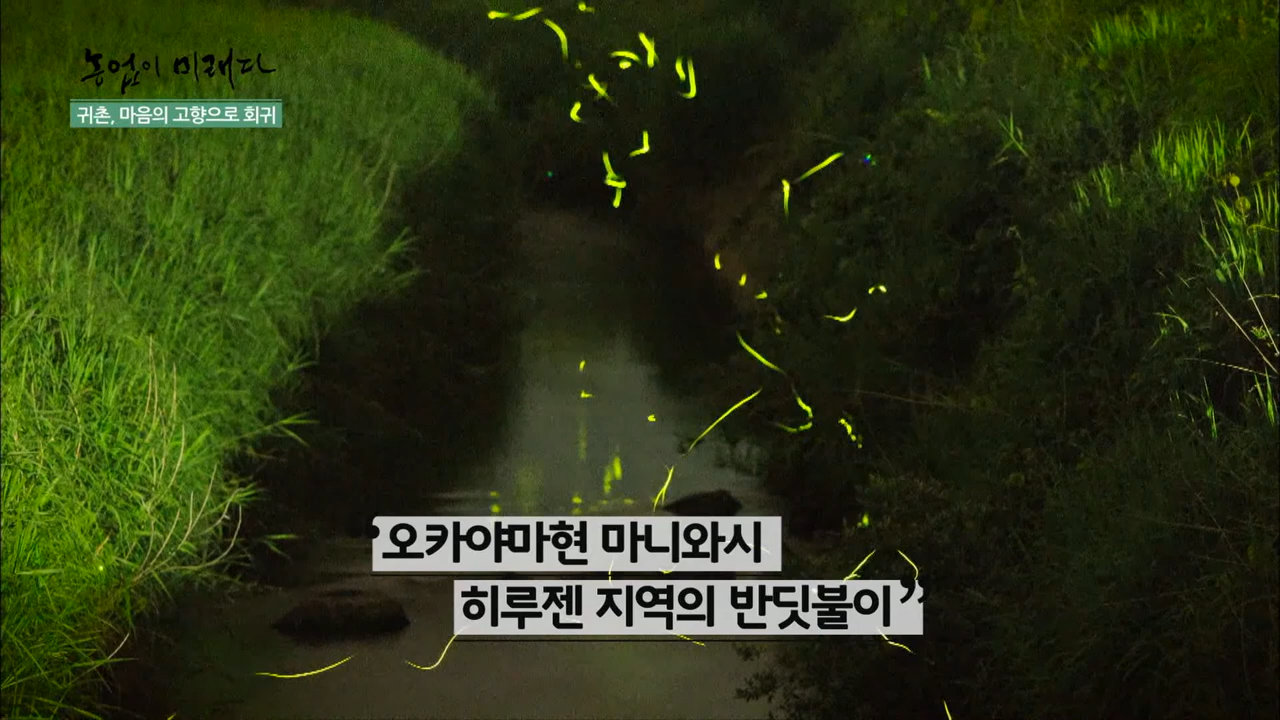 농업이 미래다
귀촌, 마음의 고향으로 회귀
‘오카야마현 마니와시
히루젠 지역의 반딧불이’